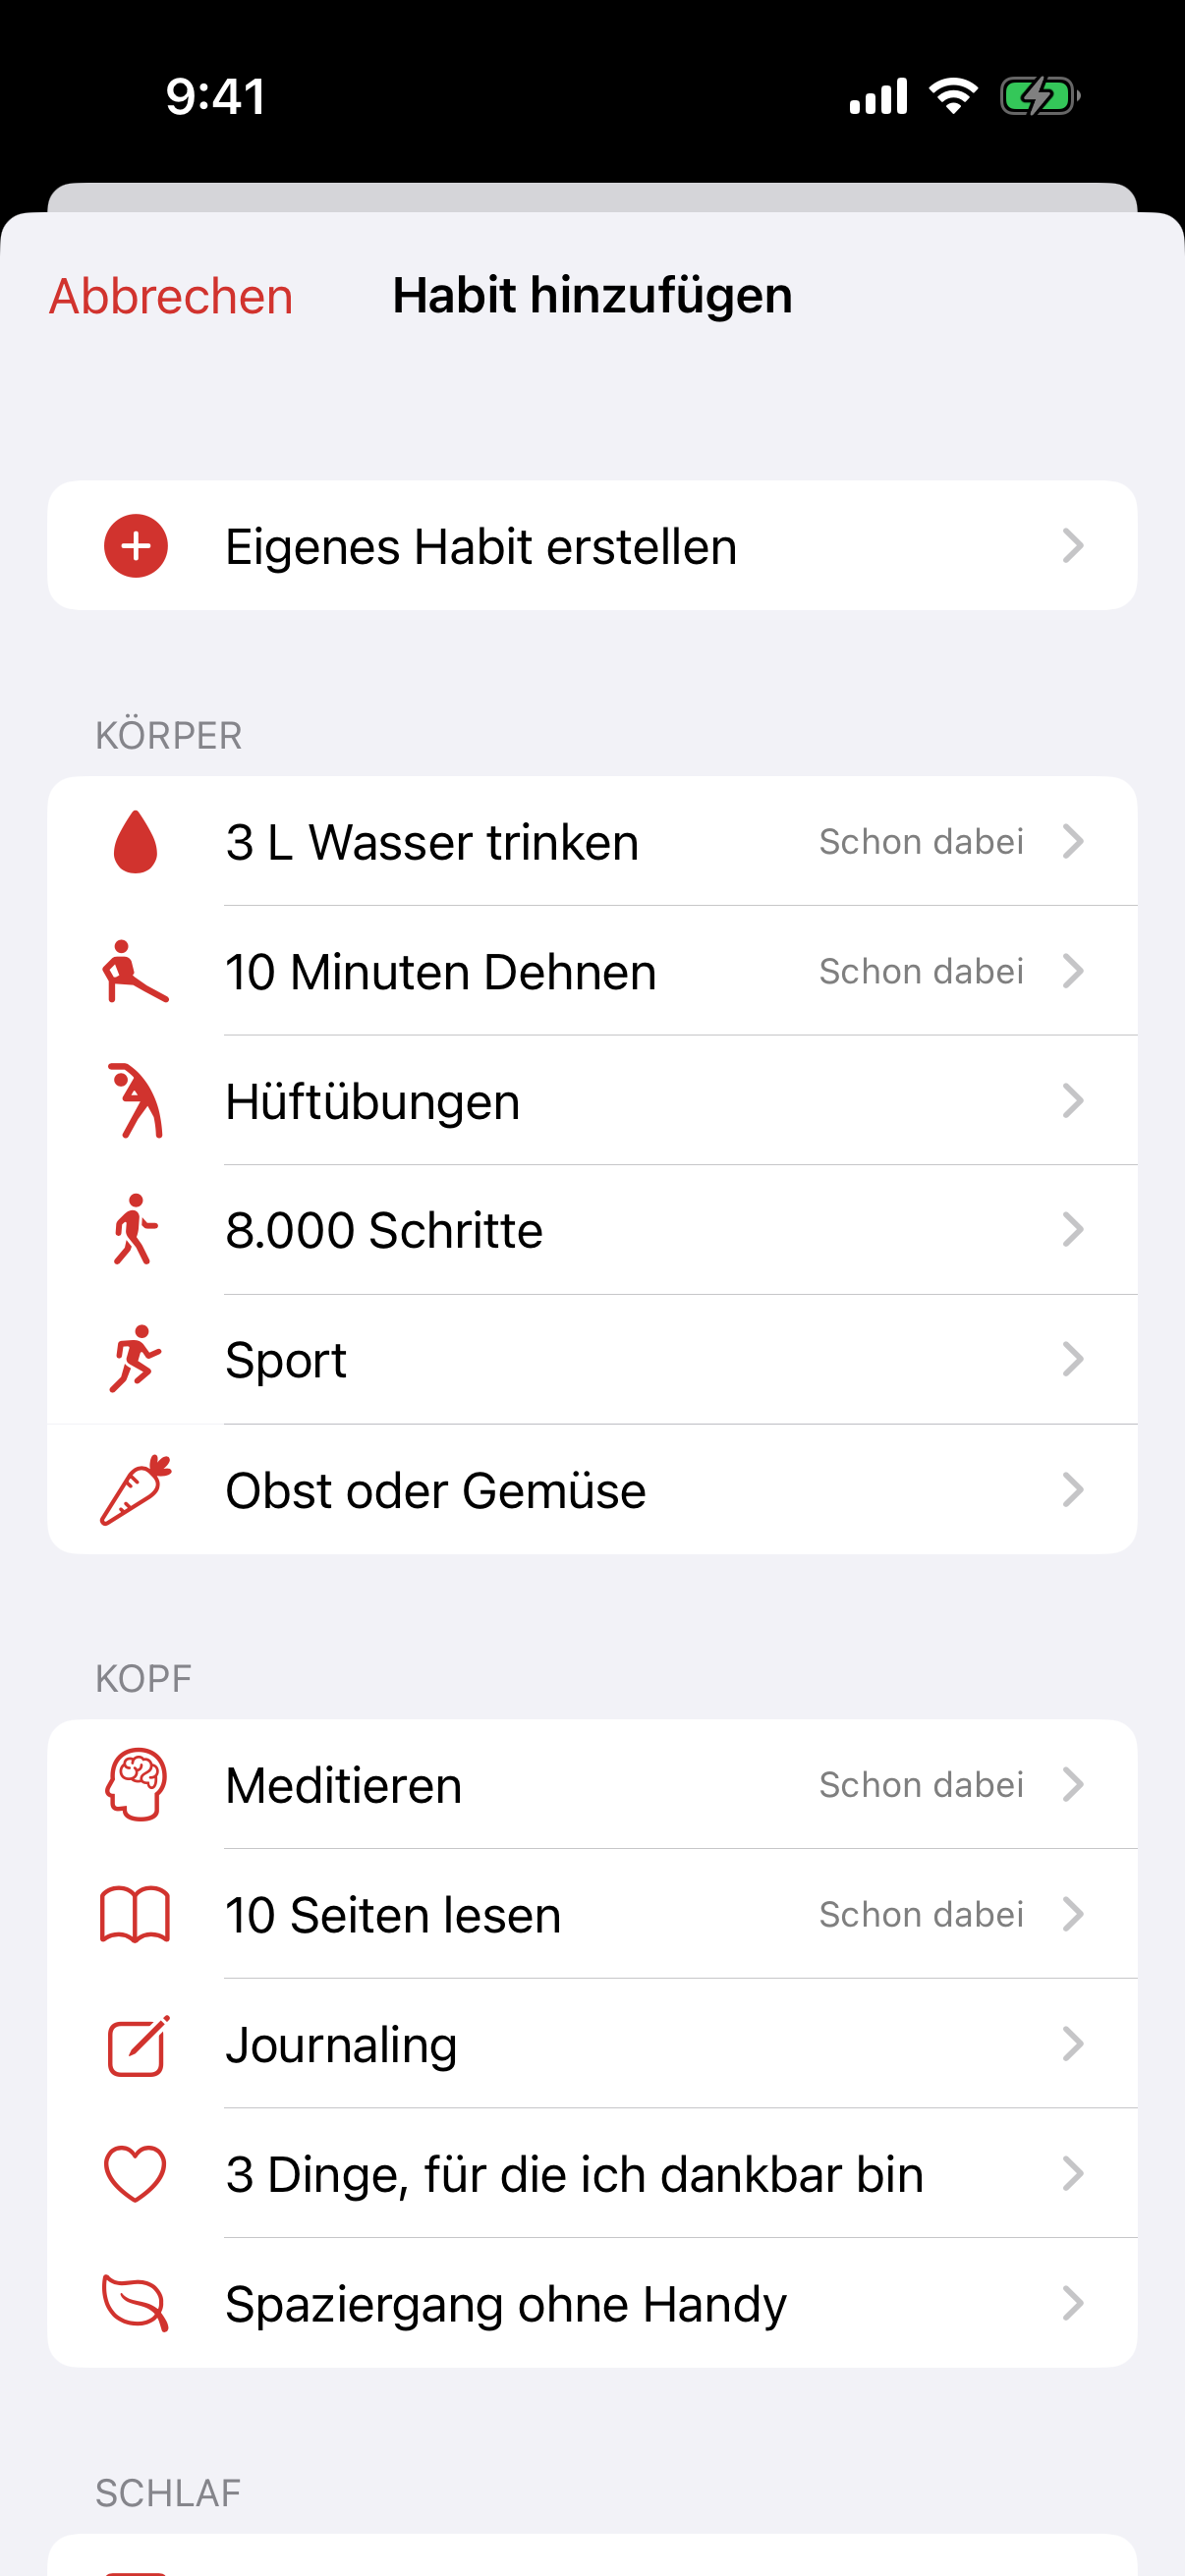 9:41
Abbrechen Habit hinzufügen
Eigenes Habit erstellen
KÖRPER
3 L Wasser trinken Schon dabei
10 Minuten Dehnen Schon dabei
Hüftübungen
8.000 Schritte
Sport
Obst oder Gemüse
KOPF
Meditieren Schon dabei
10 Seiten lesen Schon dabei
Journaling
3 Dinge, für die ich dankbar bin
Spaziergang ohne Handy
SCHLAF